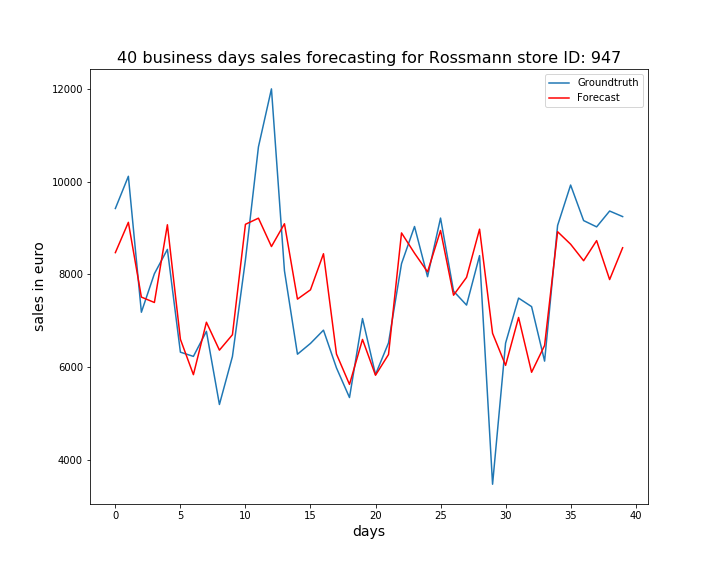 40 business days sales forecasting for Rossmann store ID: 947
Groundtruth
Forecast
12000
10000
8000
6000
4000
sales in euro
0 5 10 15 20 25 30 35 40
days